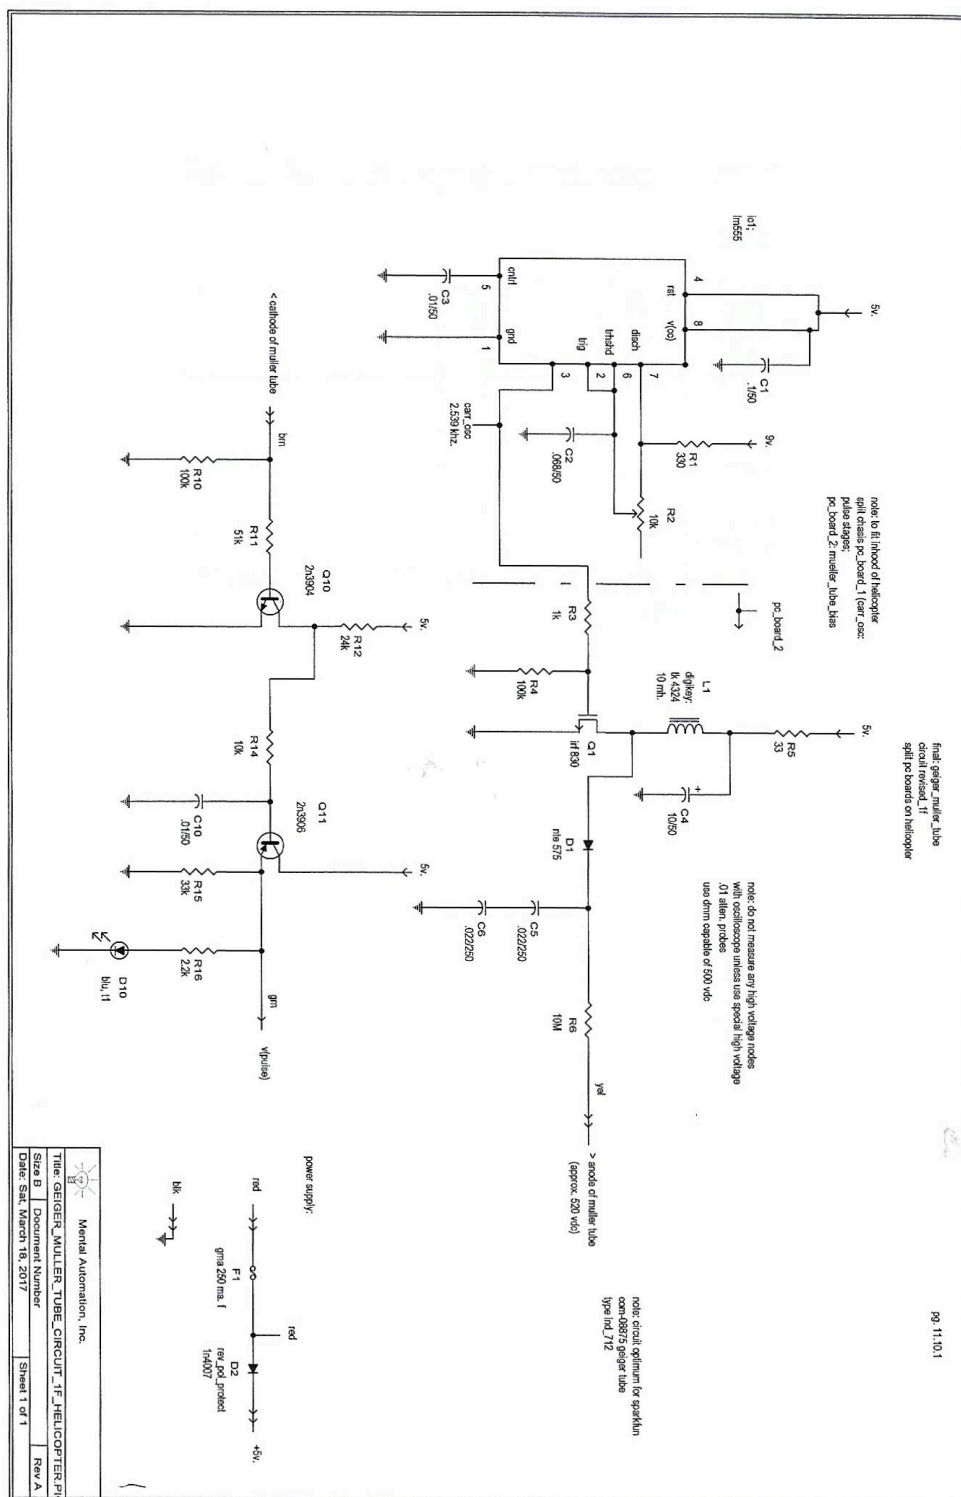 pg. 11.10.1
final: geiger_muller_tube
circuit revised_1f
split pc boards on helicopter
note: to fit inhood of helicopter
split chasis pc_board_1 (carr_osc:
pulse stages;
pc_board_2: mueller_tube_bias
note: do not measure any high voltage nodes
with oscilloscope unless use special high voltage
.01 atten. probes
use dmm capable of 500 vdc
note: circuit optimum for sparkfun
com-08875 geiger tube
type lnd_712
ic1;
lm555
5v.
C1
.1/50
4
rst
8
v(cc)
disch
7
trhshd
6
trig
2
3
cntrl
5
gnd
1
C3
.01/50
9v.
R1
330
R2
10k
C2
.068/50
carr_osc
2.539 khz.
pc_board_2
R3
1k
R4
100k
5v.
R5
33
L1
digikey:
tk 4324
10 mh.
C4
+
10/50
Q1
irf 830
D1
nte 575
C5
.022/250
C6
.022/250
R6
10M
yel
> anode of muller tube
(approx. 520 vdc)
< cathode of muller tube
brn
R10
100k
R11
51k
Q10
2n3904
5v.
R12
24k
R14
10k
C10
.01/50
Q11
2n3906
5v.
R15
33k
R16
2.2k
D10
blu, t1
grn
v(pulse)
power supply:
red
F1
gma 250 ma. f
red
D2
rev_pol_protect
1n4007
+5v.
blk
Mental Automation, Inc.
Title: GEIGER_MULLER_TUBE_CIRCUIT_1F_HELICOPTER.P
Size B Document Number Rev A
Date: Sat, March 18, 2017 Sheet 1 of 1